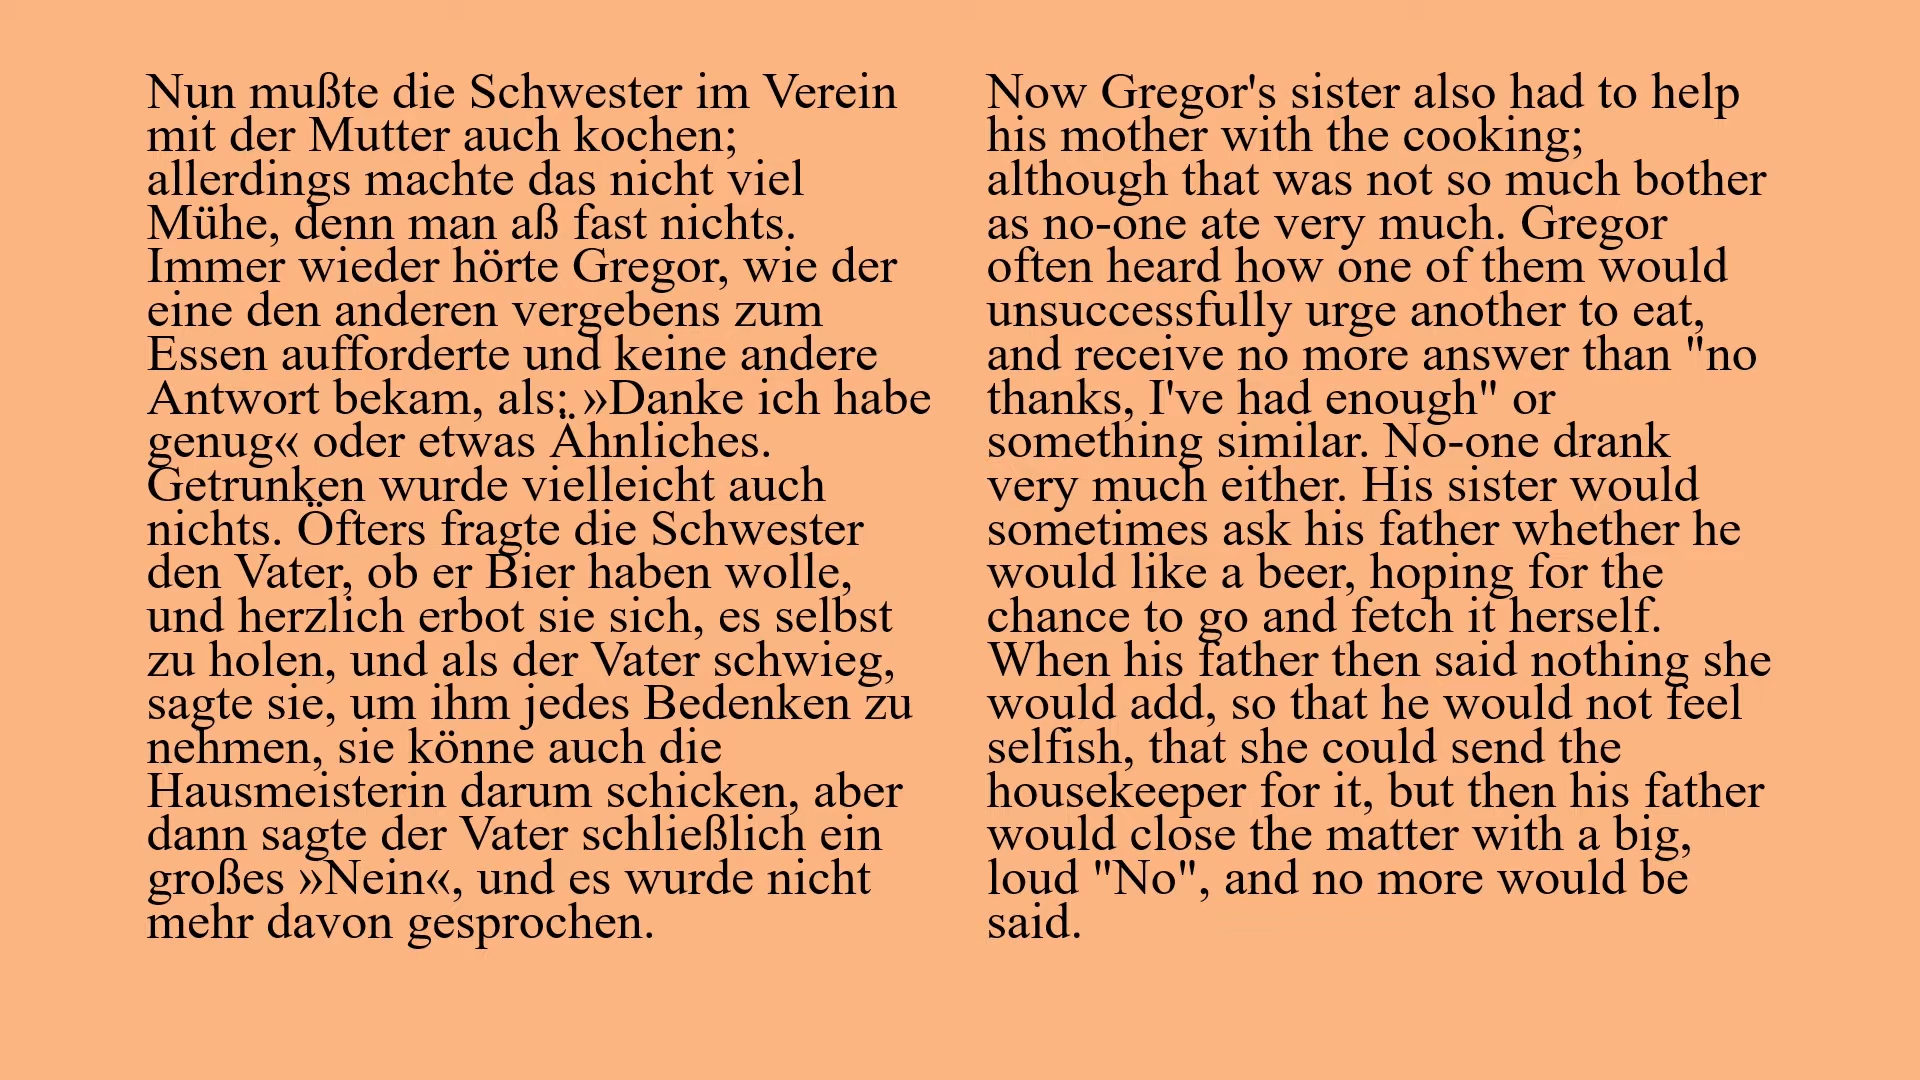 Nun mußte die Schwester im Verein
mit der Mutter auch kochen;
allerdings machte das nicht viel
Mühe, denn man aß fast nichts.
Immer wieder hörte Gregor, wie der
eine den anderen vergebens zum
Essen aufforderte und keine andere
Antwort bekam, als: »Danke ich habe
genug« oder etwas Ähnliches.
Getrunken wurde vielleicht auch
nichts. Öfters fragte die Schwester
den Vater, ob er Bier haben wolle,
und herzlich erbot sie sich, es selbst
zu holen, und als der Vater schwieg,
sagte sie, um ihm jedes Bedenken zu
nehmen, sie könne auch die
Hausmeisterin darum schicken, aber
dann sagte der Vater schließlich ein
großes »Nein«, und es wurde nicht
mehr davon gesprochen.
Now Gregor's sister also had to help
his mother with the cooking;
although that was not so much bother
as no-one ate very much. Gregor
often heard how one of them would
unsuccessfully urge another to eat,
and receive no more answer than "no
thanks, I've had enough" or
something similar. No-one drank
very much either. His sister would
sometimes ask his father whether he
would like a beer, hoping for the
chance to go and fetch it herself.
When his father then said nothing she
would add, so that he would not feel
selfish, that she could send the
housekeeper for it, but then his father
would close the matter with a big,
loud "No", and no more would be
said.